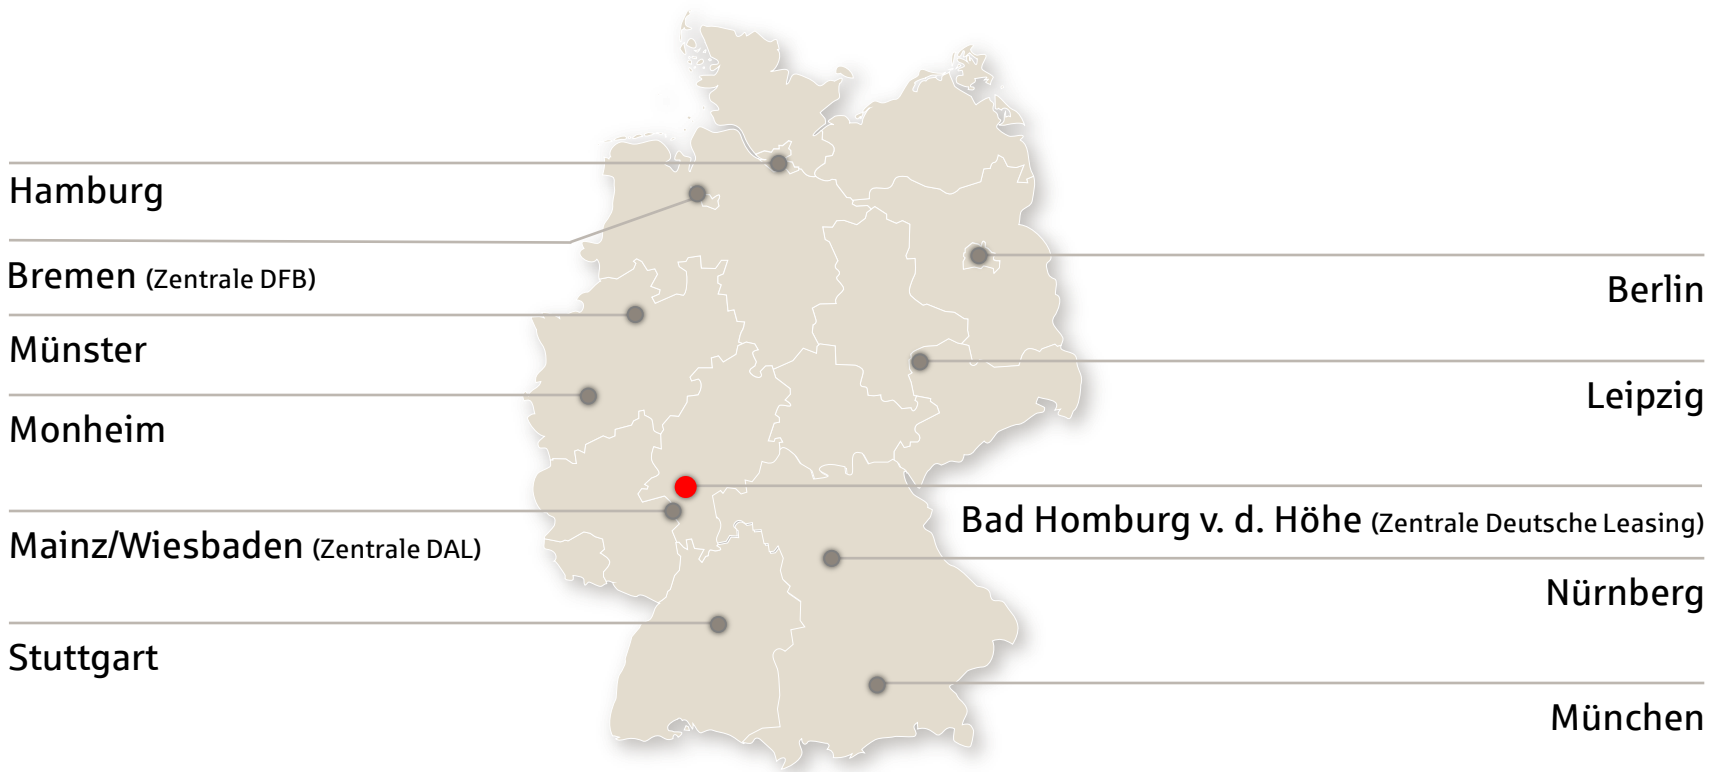 Hamburg
Bremen (Zentrale DFB)
Münster
Monheim
Mainz/Wiesbaden (Zentrale DAL)
Stuttgart
Berlin
Leipzig
Bad Homburg v. d. Höhe (Zentrale Deutsche Leasing)
Nürnberg
München